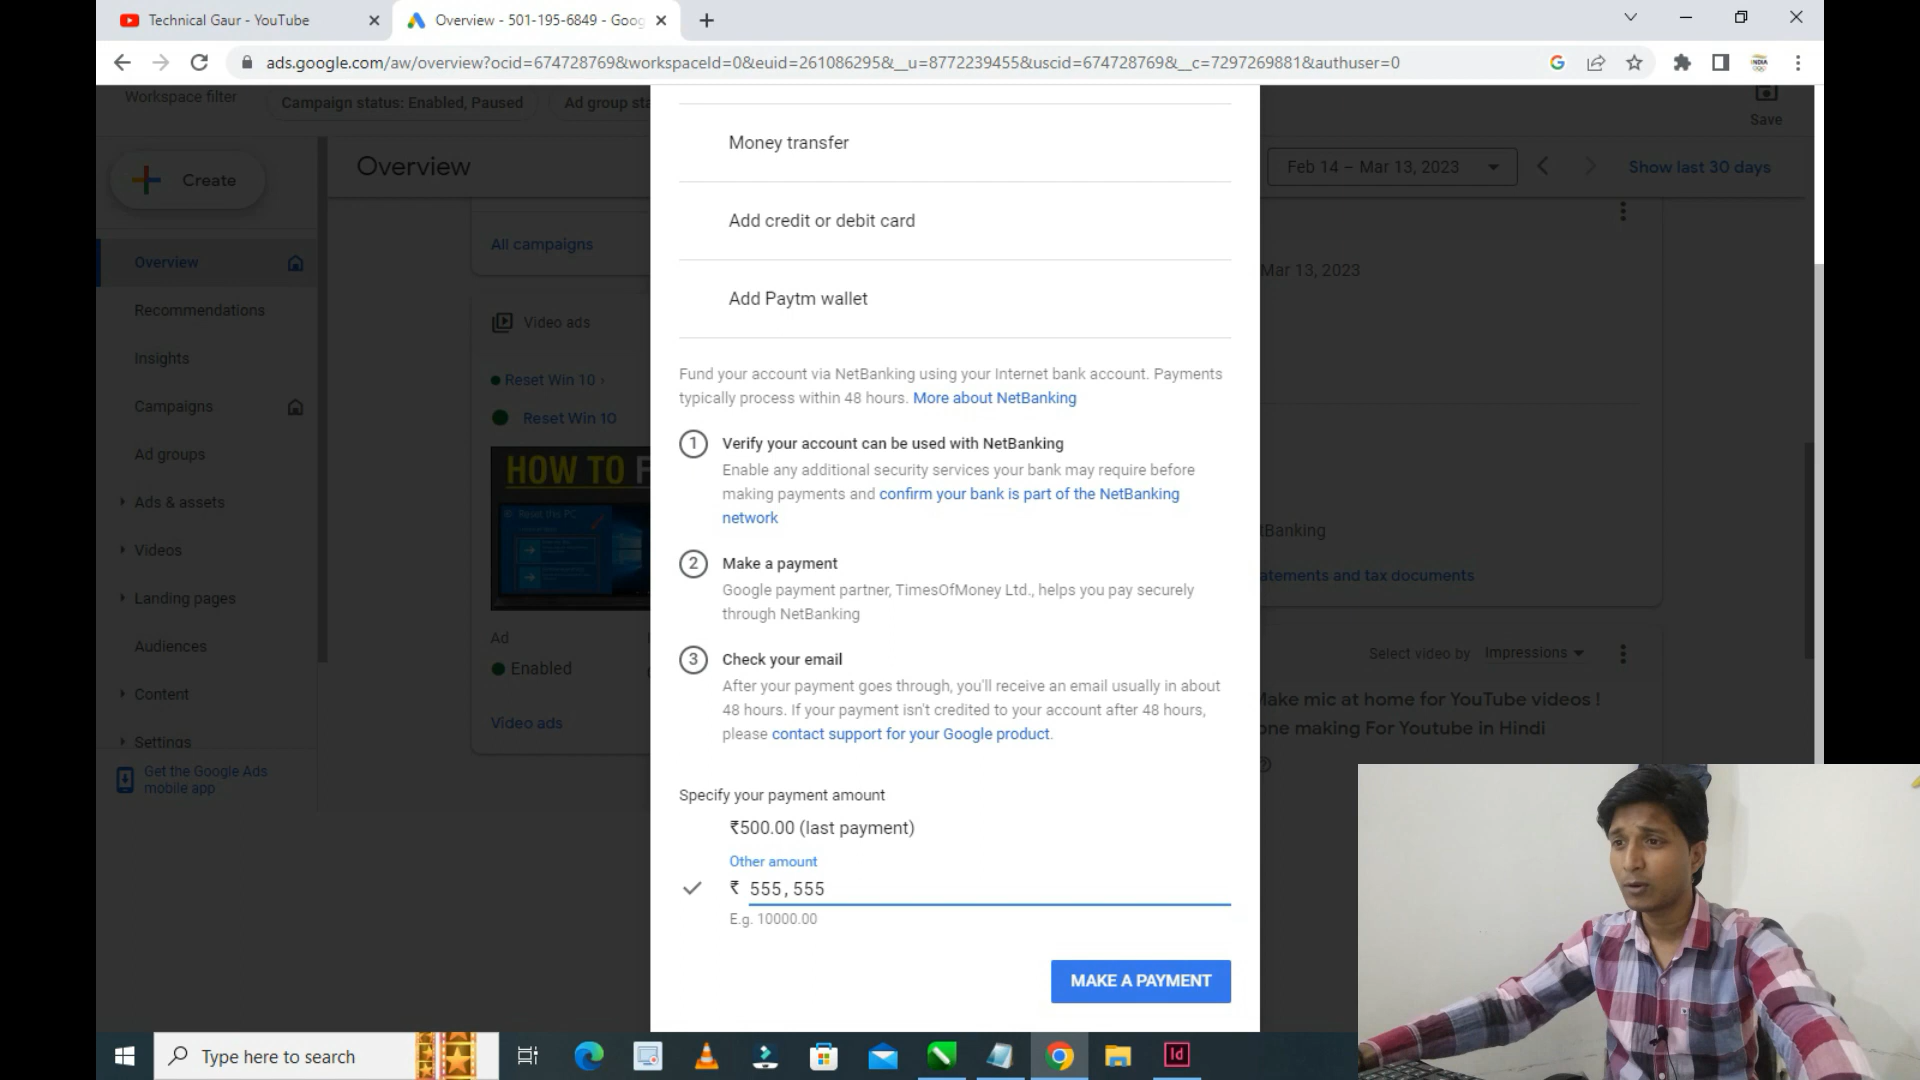 Technical Gaur - YouTube
Overview - 501-195-6849 - Goog
ads.google.com/aw/overview?ocid=674728769&workspaceId=0&euid=261086295&__u=8772239455&uscid=674728769&__c=7297269881&authuser=0
Workspace filter
Campaign status: Enabled, Paused
Ad group sta
Save
Create
Overview
Feb 14 – Mar 13, 2023
Show last 30 days
Overview
Recommendations
Insights
Campaigns
Ad groups
Ads & assets
Videos
Landing pages
Audiences
Content
Settings
Get the Google Ads
mobile app
All campaigns
Video ads
Reset Win 10 ›
Reset Win 10
HOW TO F
Reset this PC
Ad
Enabled
Video ads
Money transfer
Add credit or debit card
Add Paytm wallet
Fund your account via NetBanking using your Internet bank account. Payments
typically process within 48 hours. More about NetBanking
1 Verify your account can be used with NetBanking
Enable any additional security services your bank may require before
making payments and confirm your bank is part of the NetBanking
network
2 Make a payment
Google payment partner, TimesOfMoney Ltd., helps you pay securely
through NetBanking
3 Check your email
After your payment goes through, you'll receive an email usually in about
48 hours. If your payment isn't credited to your account after 48 hours,
please contact support for your Google product.
Specify your payment amount
₹500.00 (last payment)
Other amount
₹ 555,555
E.g. 10000.00
MAKE A PAYMENT
Mar 13, 2023
tBanking
atements and tax documents
Select video by Impressions
Make mic at home for YouTube videos !
one making For Youtube in Hindi
Type here to search
Id